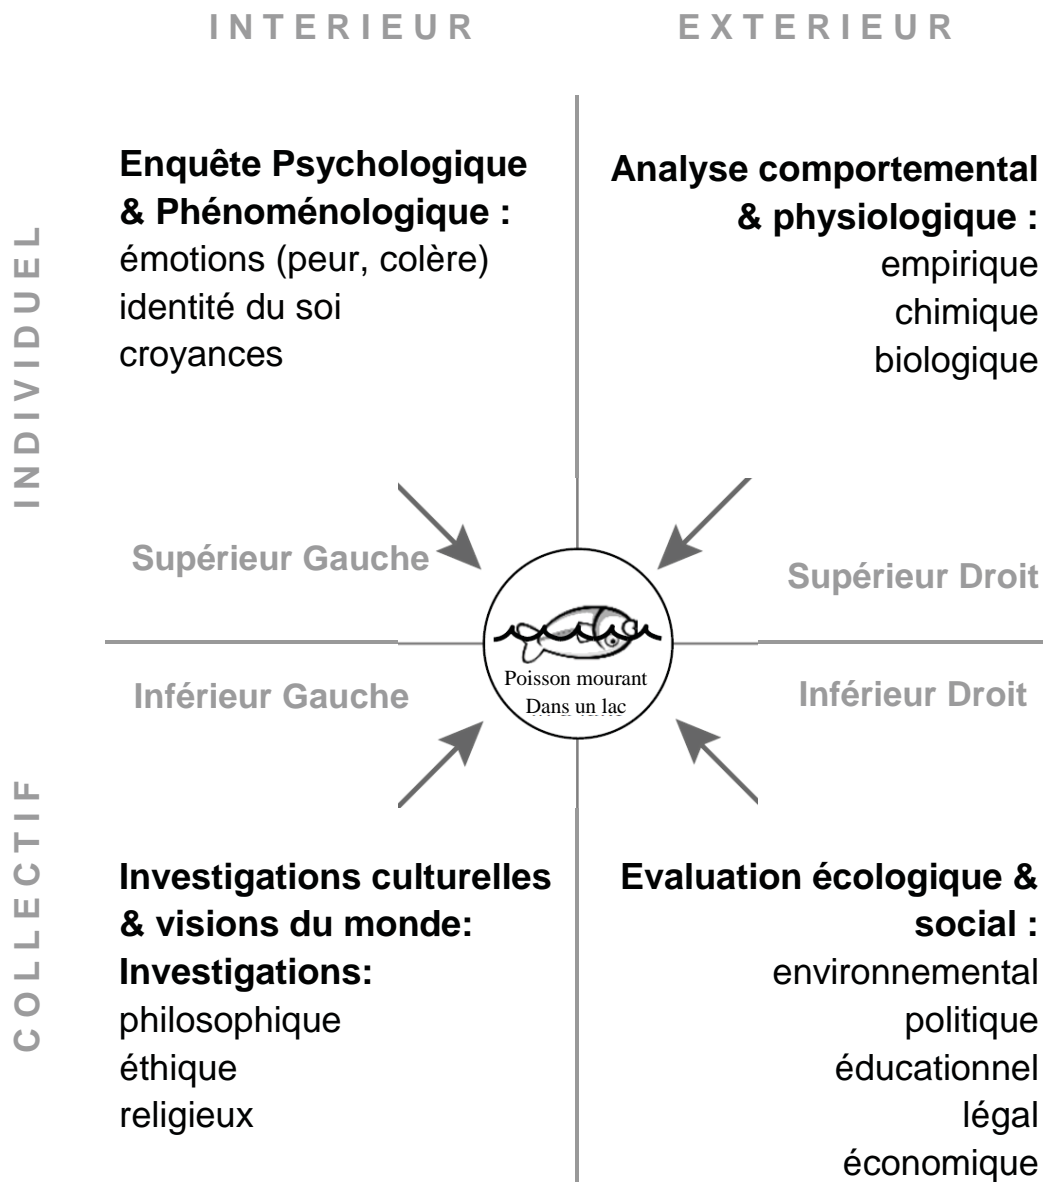 INTERIEUR
EXTERIEUR
INDIVIDUEL
Enquête Psychologique
& Phénoménologique :
émotions (peur, colère)
identité du soi
croyances
Analyse comportemental
& physiologique :
empirique
chimique
biologique
Supérieur Gauche
Supérieur Droit
Poisson mourant
Dans un lac
Inférieur Gauche
Inférieur Droit
COLLECTIF
Investigations culturelles
& visions du monde:
Investigations:
philosophique
éthique
religieux
Evaluation écologique &
social :
environnemental
politique
éducationnel
légal
économique